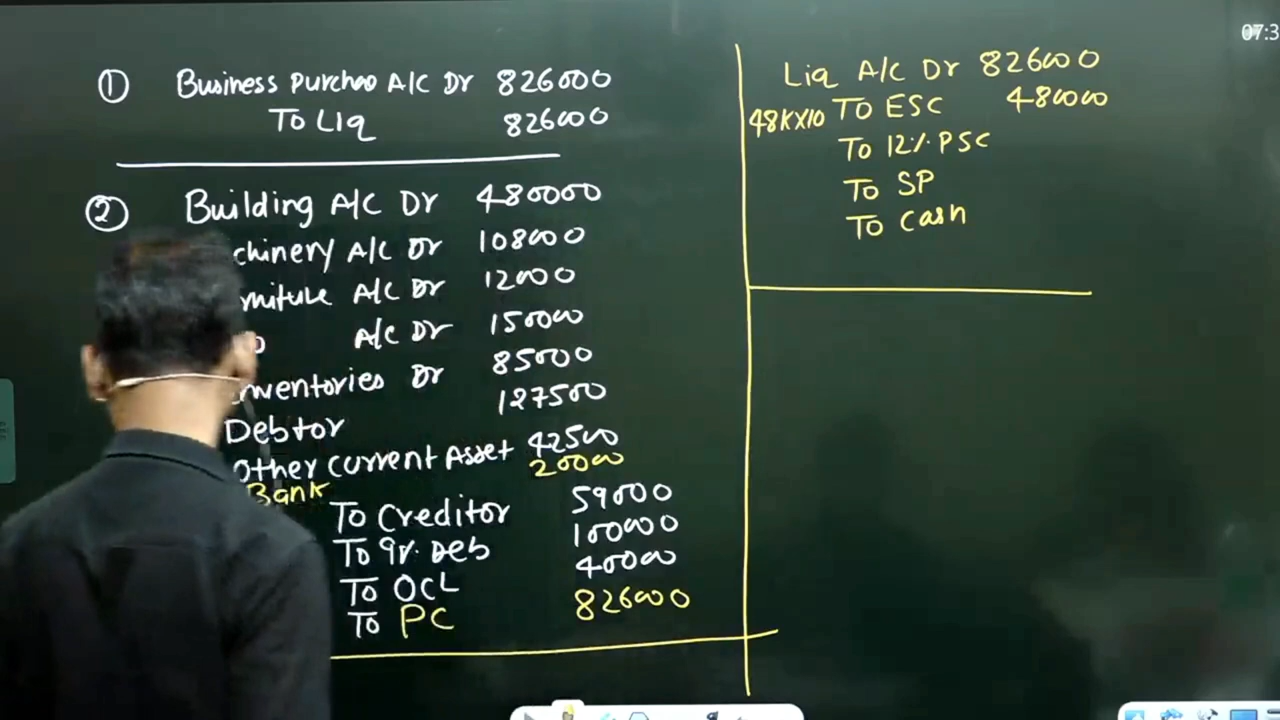 07:3
① Business Purchao A/C Dr 826000
To Liq 826000
② Building A/C Dr 480000
chinery A/C Dr 108000
rniture A/C Dr 12000
A/C Dr 150000
nventories Dr 85000
Debtor 127500
Other Current Asset 42500
Bank 20000
To Creditor 59000
To 9%. Deb 100000
To OCL 40000
To PC 826000
Liq A/C Dr 826000
48KX10 To ESC 480000
To 12%. PSC
To SP
To Cash